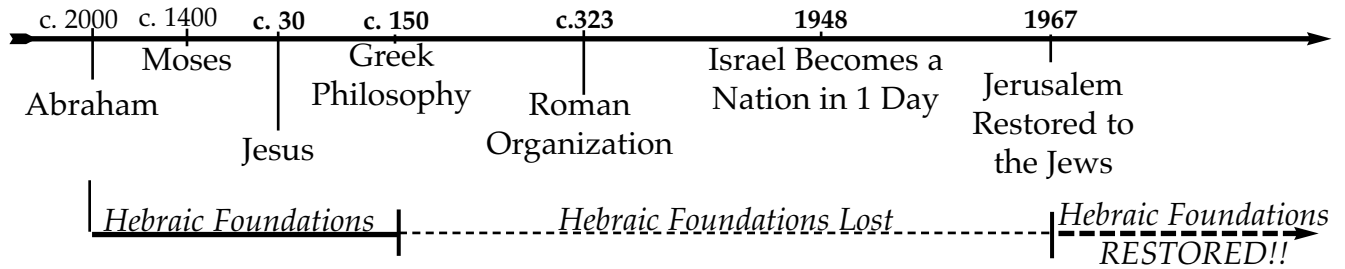 c. 2000 c. 1400 c. 30 c. 150 c.323 1948 1967
Moses
Abraham
Jesus
Greek
Philosophy
Roman
Organization
Israel Becomes a
Nation in 1 Day
Jerusalem
Restored to
the Jews
Hebraic Foundations
Hebraic Foundations Lost
Hebraic Foundations
RESTORED!!